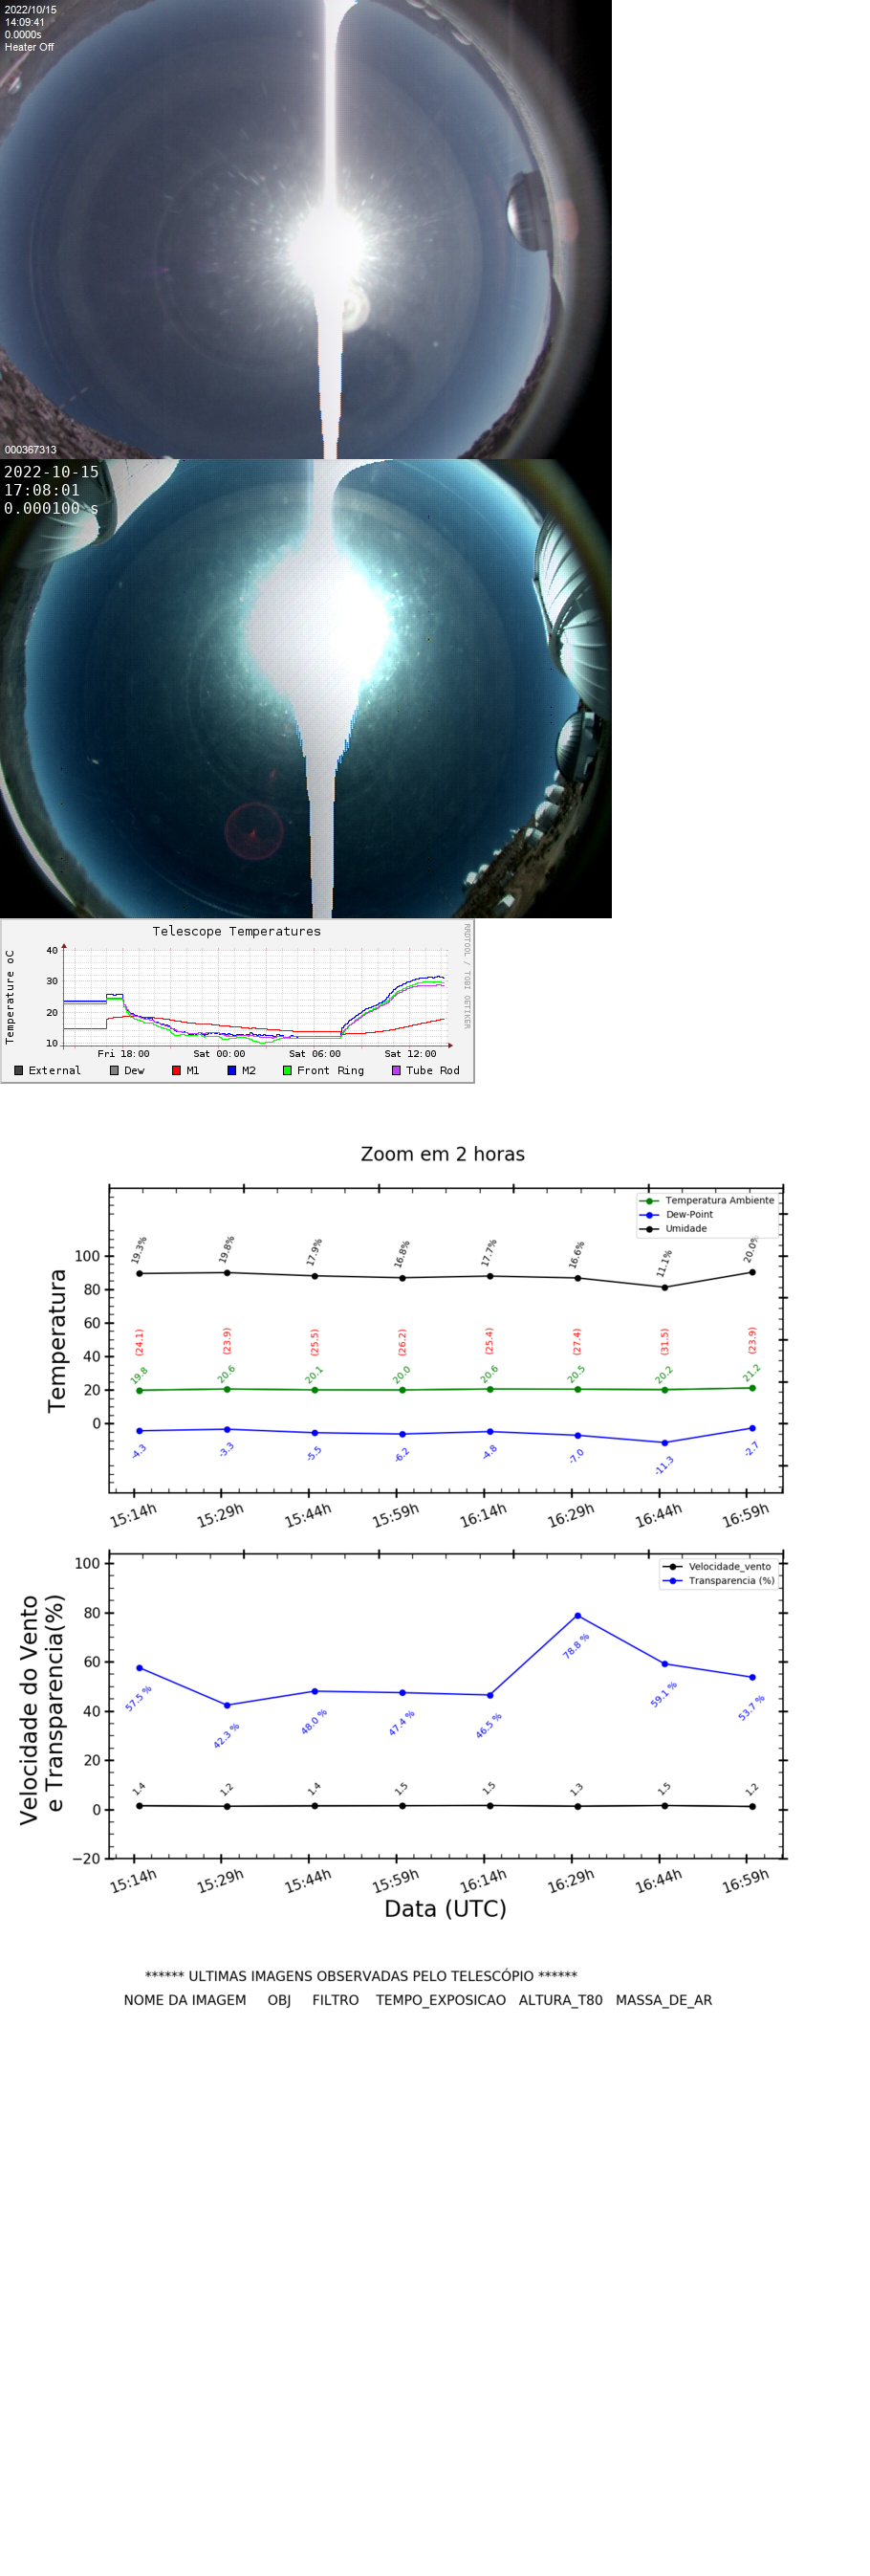 2022/10/15
14:09:41
0.0000s
Heater Off
000367313
2022-10-15
17:08:01
0.000100 s
Telescope Temperatures
RRDTOOL / TOBI OETIKER
Temperature oC
40
30
20
10
Fri 18:00 Sat 00:00 Sat 06:00 Sat 12:00
External Dew M1 M2 Front Ring Tube Rod
Zoom em 2 horas
Temperatura Ambiente
Dew-Point
Umidade
Temperatura
100
80
60
40
20
0
19.3% 19.8% 17.9% 16.8% 17.7% 16.6% 11.1% 20.0%
(24.1) (23.9) (25.5) (26.2) (25.4) (27.4) (31.5) (23.9)
19.8 20.6 20.1 20.0 20.6 20.5 20.2 21.2
-4.3 -3.3 -5.5 -6.2 -4.8 -7.0 -11.3 -2.7
15:14h 15:29h 15:44h 15:59h 16:14h 16:29h 16:44h 16:59h
Velocidade_vento
Transparencia (%)
Velocidade do Vento
e Transparencia(%)
100
80
60
40
20
0
−20
57.5 % 42.3 % 48.0 % 47.4 % 46.5 % 78.8 % 59.1 % 53.7 %
1.4 1.2 1.4 1.5 1.5 1.3 1.5 1.2
15:14h 15:29h 15:44h 15:59h 16:14h 16:29h 16:44h 16:59h
Data (UTC)
****** ULTIMAS IMAGENS OBSERVADAS PELO TELESCÓPIO ******
NOME DA IMAGEM OBJ FILTRO TEMPO_EXPOSICAO ALTURA_T80 MASSA_DE_AR